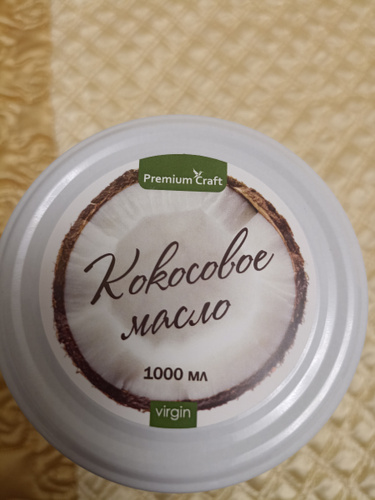 Premium Craft
Кокосовое
масло
1000 мл
virgin